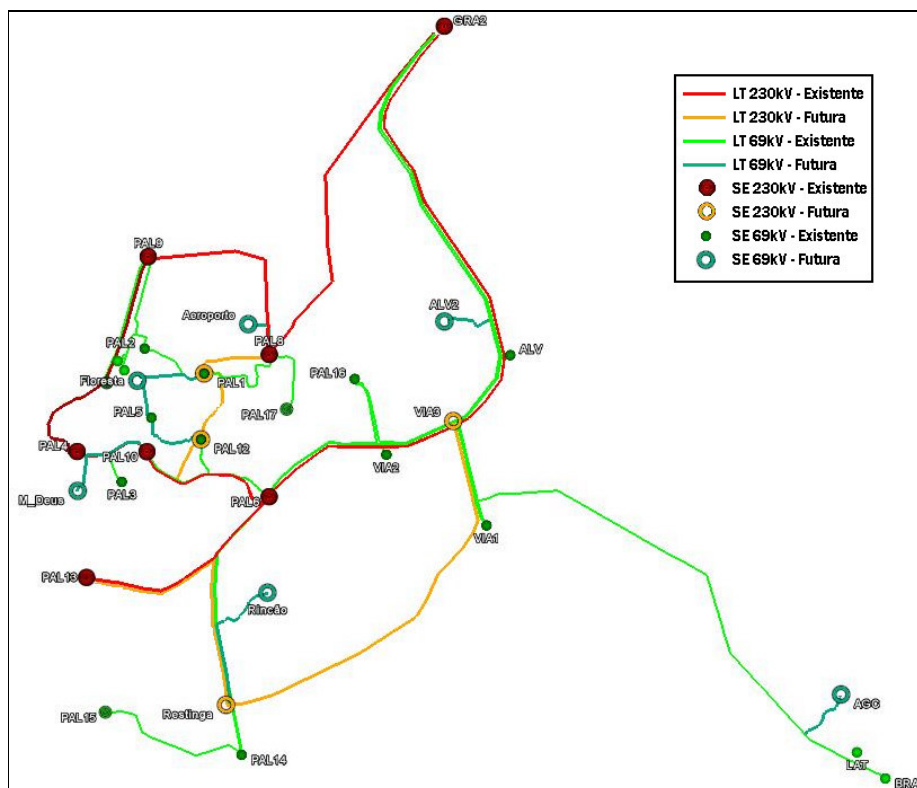 GRA2
LT 230kV - Existente
LT 230kV - Futura
LT 69kV - Existente
LT 69kV - Futura
SE 230kV - Existente
SE 230kV - Futura
SE 69kV - Existente
SE 69kV - Futura
PAL9
Aeroporto
ALV2
PAL2
PAL8
ALV
Floresta
PAL1
PAL16
PAL17
VIA3
PAL5
PAL4
PAL10
PAL12
VIA2
M_Deus
PAL3
PAL6
VIA1
PAL13
Rincão
Restinga
PAL15
PAL14
AGC
LAT
BRA